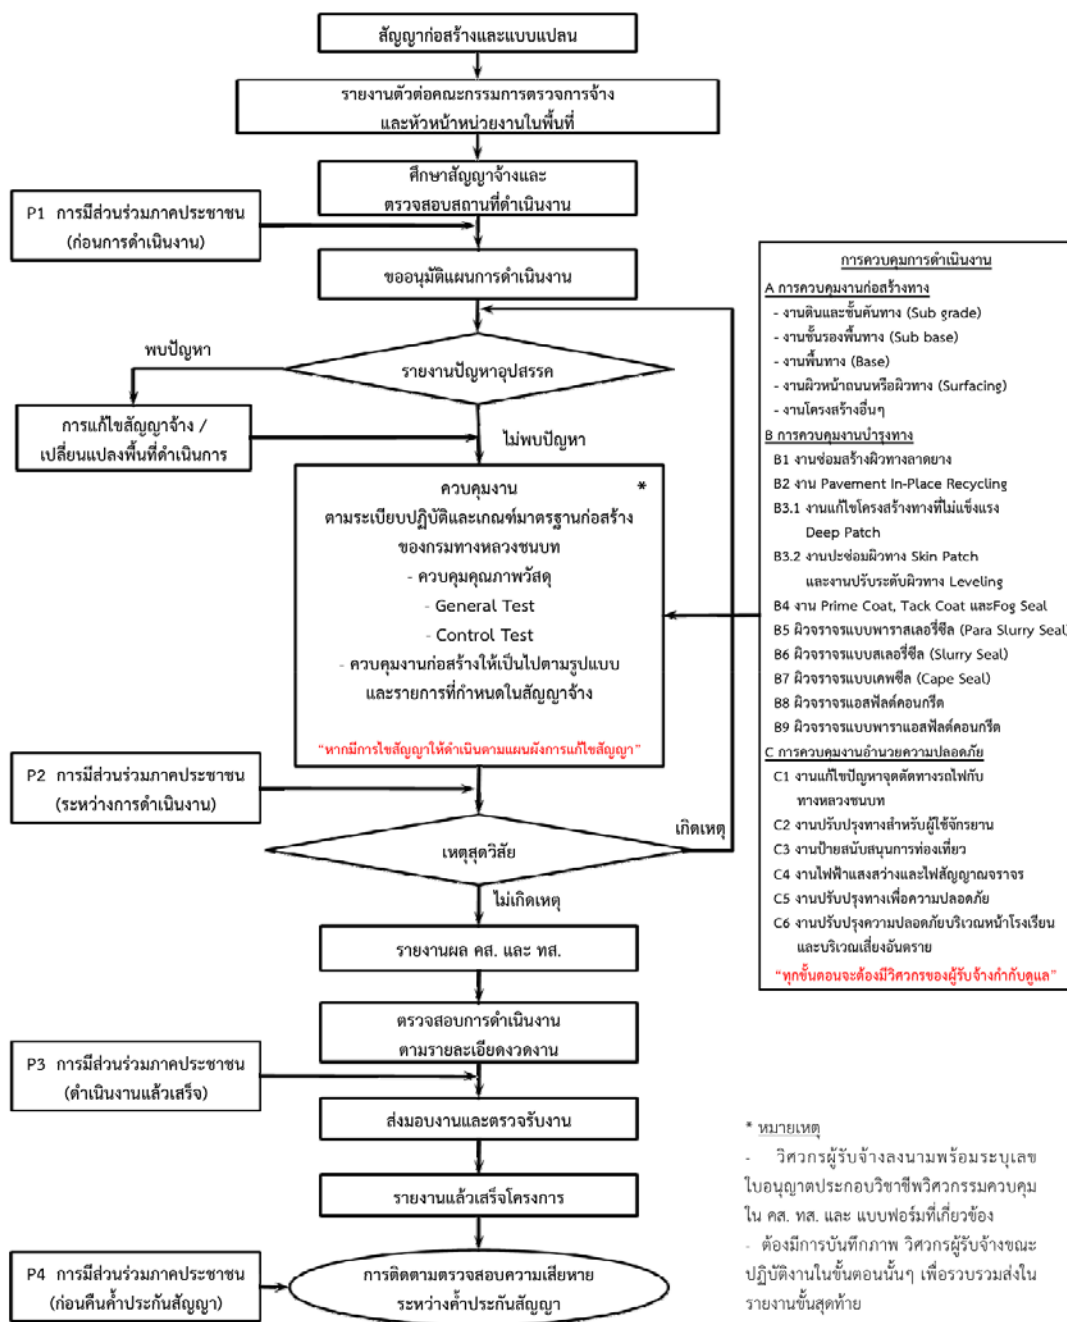 สัญญาก่อสร้างและแบบแปลน
รายงานตัวต่อคณะกรรมการตรวจการจ้าง
และหัวหน้าหน่วยงานในพื้นที่
ศึกษาสัญญาจ้างและ
ตรวจสอบสถานที่ดำเนินงาน
P1 การมีส่วนร่วมภาคประชาชน
(ก่อนการดำเนินงาน)
ขออนุมัติแผนการดำเนินงาน
พบปัญหา
รายงานปัญหาอุปสรรค
การแก้ไขสัญญาจ้าง /
เปลี่ยนแปลงพื้นที่ดำเนินการ
ไม่พบปัญหา
ควบคุมงาน *
ตามระเบียบปฏิบัติและเกณฑ์มาตรฐานก่อสร้าง
ของกรมทางหลวงชนบท
- ควบคุมคุณภาพวัสดุ
- General Test
- Control Test
- ควบคุมงานก่อสร้างให้เป็นไปตามรูปแบบ
และรายการที่กำหนดในสัญญาจ้าง
"หากมีการไขสัญญาให้ดำเนินตามแผนผังการแก้ไขสัญญา"
P2 การมีส่วนร่วมภาคประชาชน
(ระหว่างการดำเนินงาน)
เกิดเหตุ
เหตุสุดวิสัย
ไม่เกิดเหตุ
รายงานผล คส. และ ทส.
ตรวจสอบการดำเนินงาน
ตามรายละเอียดงวดงาน
P3 การมีส่วนร่วมภาคประชาชน
(ดำเนินงานแล้วเสร็จ)
ส่งมอบงานและตรวจรับงาน
รายงานแล้วเสร็จโครงการ
P4 การมีส่วนร่วมภาคประชาชน
(ก่อนคืนค้ำประกันสัญญา)
การติดตามตรวจสอบความเสียหาย
ระหว่างค้ำประกันสัญญา
การควบคุมการดำเนินงาน
A การควบคุมงานก่อสร้างทาง
- งานดินและชั้นคันทาง (Sub grade)
- งานชั้นรองพื้นทาง (Sub base)
- งานพื้นทาง (Base)
- งานผิวหน้าถนนหรือผิวทาง (Surfacing)
- งานโครงสร้างอื่นๆ
B การควบคุมงานบำรุงทาง
B1 งานซ่อมสร้างผิวทางลาดยาง
B2 งาน Pavement In-Place Recycling
B3.1 งานแก้ไขโครงสร้างทางที่ไม่แข็งแรง
Deep Patch
B3.2 งานปะซ่อมผิวทาง Skin Patch
และงานปรับระดับผิวทาง Leveling
B4 งาน Prime Coat, Tack Coat และFog Seal
B5 ผิวจราจรแบบพาราสเลอรี่ซีล (Para Slurry Seal)
B6 ผิวจราจรแบบสเลอรี่ซีล (Slurry Seal)
B7 ผิวจราจรแบบเคพซีล (Cape Seal)
B8 ผิวจราจรแอสฟัลต์คอนกรีต
B9 ผิวจราจรแบบพาราแอสฟัลต์คอนกรีต
C การควบคุมงานอำนวยความปลอดภัย
C1 งานแก้ไขปัญหาจุดตัดทางรถไฟกับ
ทางหลวงชนบท
C2 งานปรับปรุงทางสำหรับผู้ใช้จักรยาน
C3 งานป้ายสนับสนุนการท่องเที่ยว
C4 งานไฟฟ้าแสงสว่างและไฟสัญญาณจราจร
C5 งานปรับปรุงทางเพื่อความปลอดภัย
C6 งานปรับปรุงความปลอดภัยบริเวณหน้าโรงเรียน
และบริเวณเสี่ยงอันตราย
"ทุกขั้นตอนจะต้องมีวิศวกรของผู้รับจ้างกำกับดูแล"
* หมายเหตุ
- วิศวกรผู้รับจ้างลงนามพร้อมระบุเลข
ใบอนุญาตประกอบวิชาชีพวิศวกรรมควบคุม
ใน คส. ทส. และ แบบฟอร์มที่เกี่ยวข้อง
- ต้องมีการบันทึกภาพ วิศวกรผู้รับจ้างขณะ
ปฏิบัติงานในขั้นตอนนั้นๆ เพื่อรวบรวมส่งใน
รายงานขั้นสุดท้าย